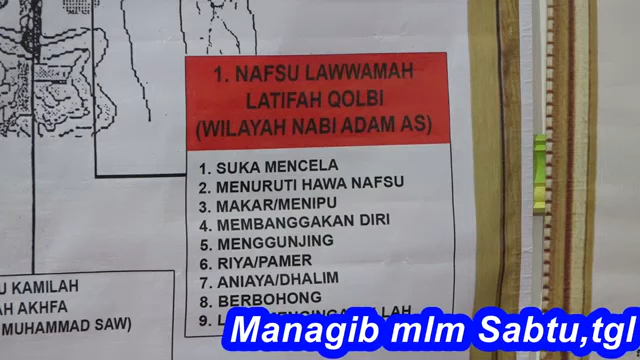 1. NAFSU LAWWAMAH
LATIFAH QOLBI
(WILAYAH NABI ADAM AS)
1. SUKA MENCELA
2. MENURUTI HAWA NAFSU
3. MAKAR/MENIPU
4. MEMBANGGAKAN DIRI
5. MENGGUNJING
6. RIYA/PAMER
7. ANIAYA/DHALIM
8. BERBOHONG
9.
U KAMILAH
AH AKHFA
MUHAMMAD SAW)
Managib mlm Sabtu,tgl